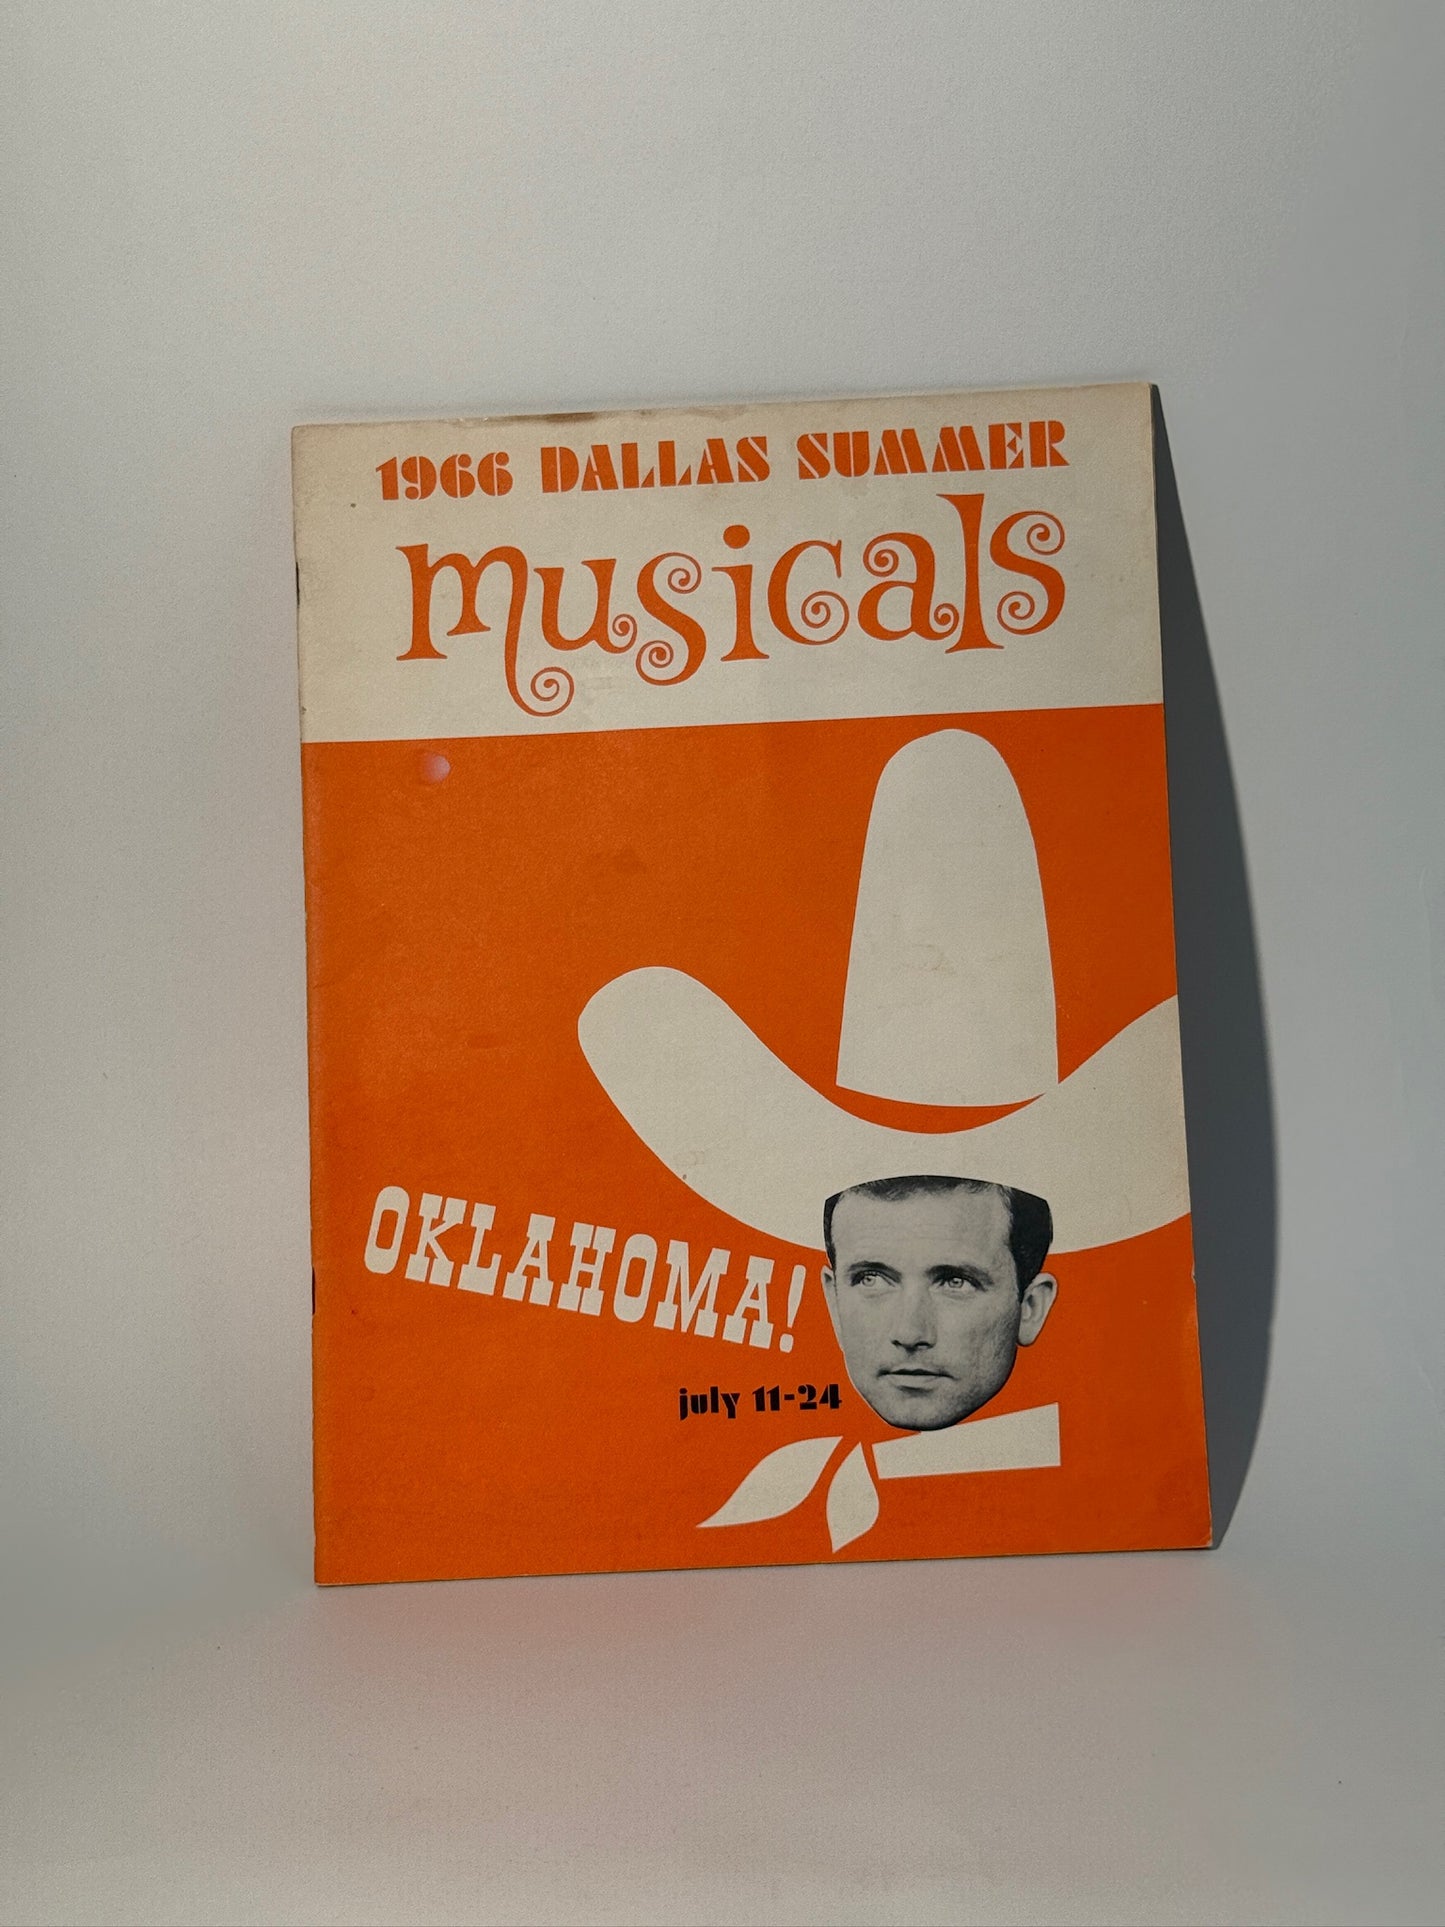 1966 DALLAS SUMMER
musicals
OKLAHOMA!
july 11-24